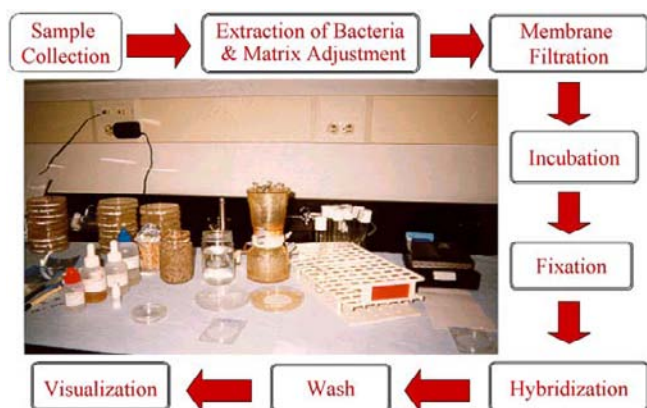 Sample
Collection
Extraction of Bacteria
& Matrix Adjustment
Membrane
Filtration
Incubation
Fixation
Hybridization
Wash
Visualization